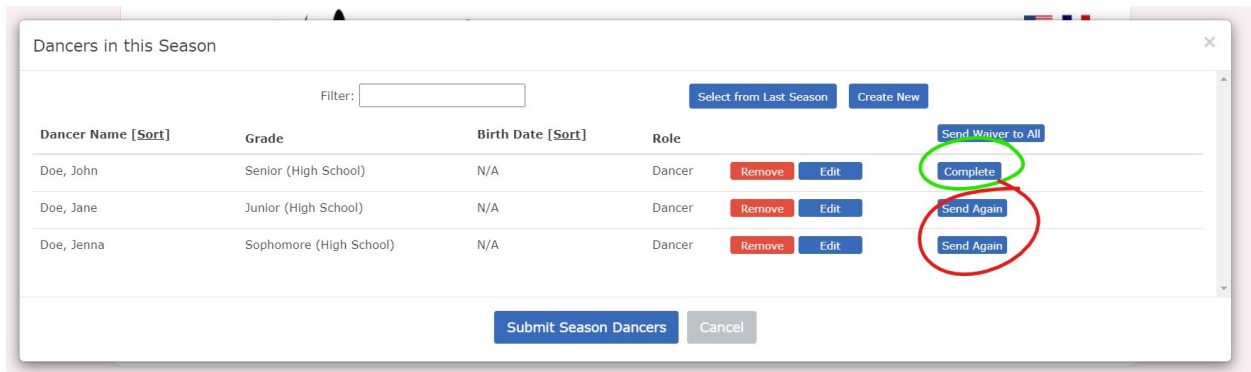 Dancers in this Season ×
Filter: Select from Last Season Create New
Dancer Name [Sort] Grade Birth Date [Sort] Role Send Waiver to All
Doe, John Senior (High School) N/A Dancer Remove Edit Complete
Doe, Jane Junior (High School) N/A Dancer Remove Edit Send Again
Doe, Jenna Sophomore (High School) N/A Dancer Remove Edit Send Again
Submit Season Dancers Cancel